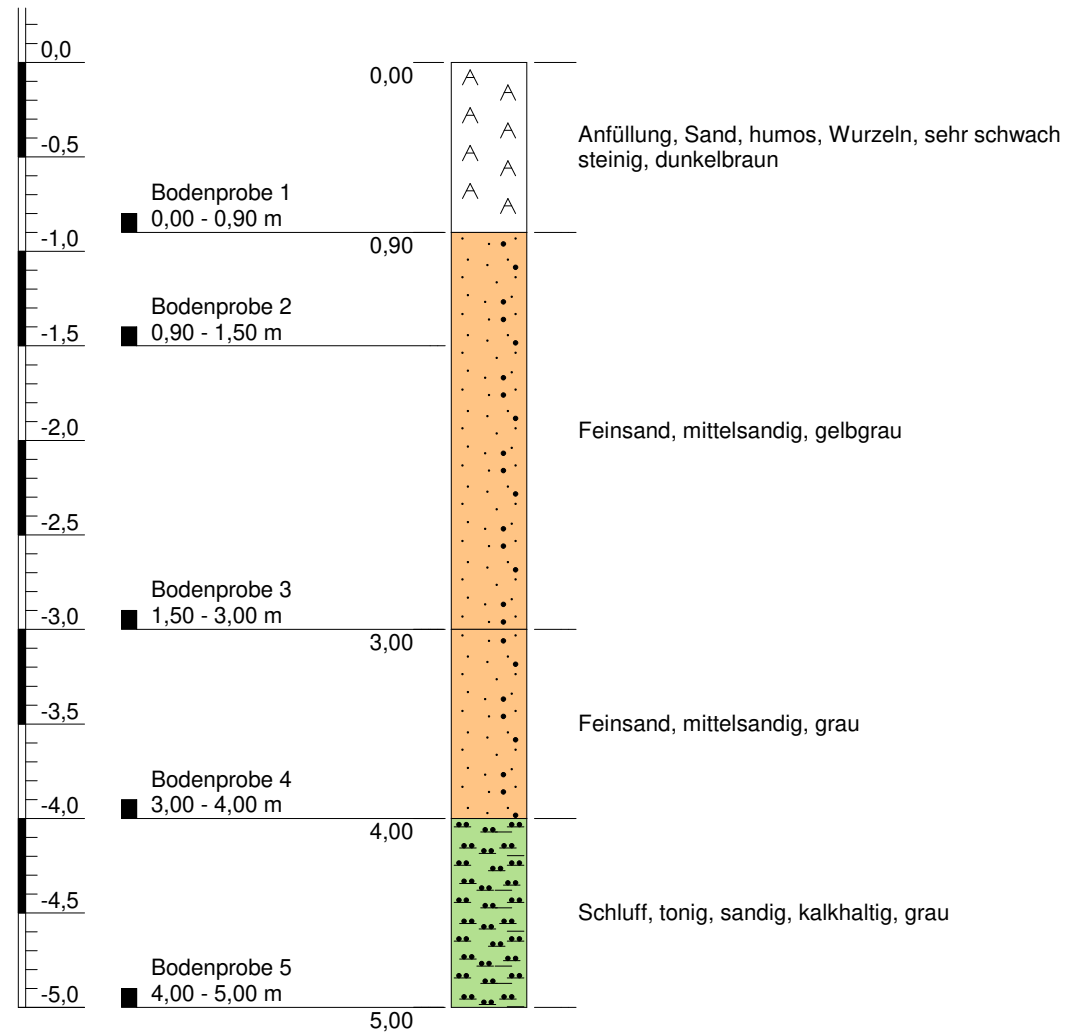 0,0
0,00
Anfüllung, Sand, humos, Wurzeln, sehr schwach
steinig, dunkelbraun
-0,5
Bodenprobe 1
0,00 - 0,90 m
-1,0
0,90
Bodenprobe 2
0,90 - 1,50 m
-1,5
-2,0
Feinsand, mittelsandig, gelbgrau
-2,5
Bodenprobe 3
1,50 - 3,00 m
-3,0
3,00
-3,5
Feinsand, mittelsandig, grau
Bodenprobe 4
3,00 - 4,00 m
-4,0
4,00
-4,5
Schluff, tonig, sandig, kalkhaltig, grau
Bodenprobe 5
4,00 - 5,00 m
-5,0
5,00